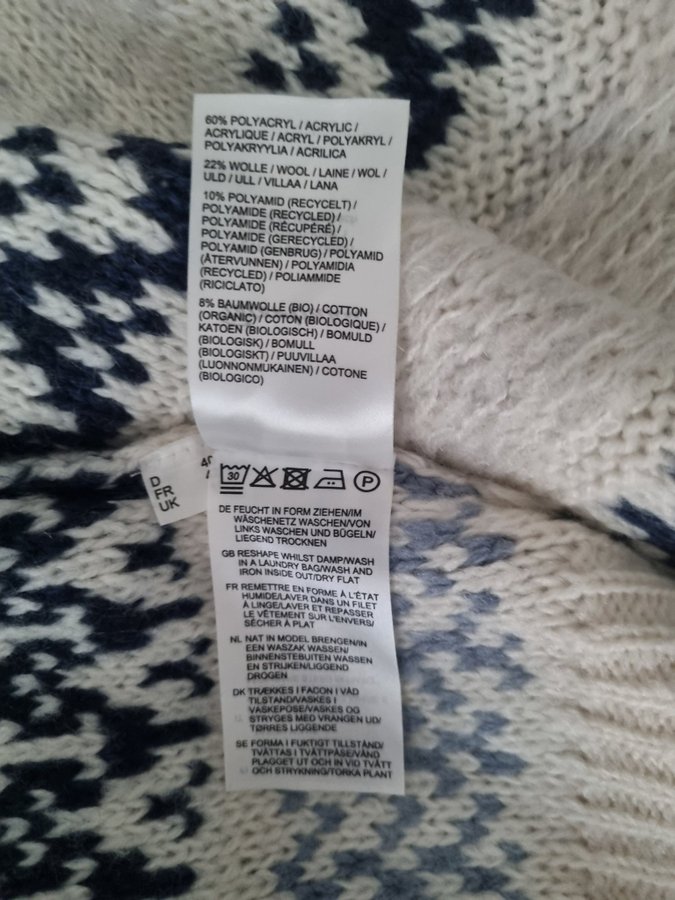 60% POLYACRYL / ACRYLIC /
ACRYLIQUE / ACRYL / POLYAKRYL /
POLYAKRYYLIA / ACRILICA
22% WOLLE / WOOL / LAINE / WOL /
ULD / ULL / VILLAA / LANA
10% POLYAMID (RECYCELT) /
POLYAMIDE (RECYCLED) /
POLYAMIDE (RÉCUPÉRÉ) /
POLYAMIDE (GERECYCLED) /
POLYAMID (GENBRUG) / POLYAMID
(ÅTERVUNNEN) / POLYAMIDIA
(RECYCLED) / POLIAMMIDE
(RICICLATO)
8% BAUMWOLLE (BIO) / COTTON
(ORGANIC) / COTON (BIOLOGIQUE) /
KATOEN (BIOLOGISCH) / BOMULD
(BIOLOGISK) / BOMULL
(BIOLOGISKT) / PUUVILLAA
(LUONNONMUKAINEN) / COTONE
(BIOLOGICO)
D
FR
UK
30 P
DE FEUCHT IN FORM ZIEHEN/IM
WÄSCHENETZ WASCHEN/VON
LINKS WASCHEN UND BÜGELN/
LIEGEND TROCKNEN
GB RESHAPE WHILST DAMP/WASH
IN A LAUNDRY BAG/WASH AND
IRON INSIDE OUT/DRY FLAT
FR REMETTRE EN FORME À L'ÉTAT
HUMIDE/LAVER DANS UN FILET
À LINGE/LAVER ET REPASSER
LE VÊTEMENT SUR L'ENVERS/
SÉCHER À PLAT
NL NAT IN MODEL BRENGEN/IN
EEN WASZAK WASSEN/
BINNENSTEBUITEN WASSEN
EN STRIJKEN/LIGGEND
DROGEN
DK TRÆKKES I FACON I VÅD
TILSTAND/VASKES I
VASKEPOSE/VASKES OG
STRYGES MED VRANGEN UD/
TØRRES LIGGENDE
SE FORMA I FUKTIGT TILLSTÅND/
TVÄTTAS I TVÄTTPÅSE/VÄND
PLAGGET UT OCH IN VID TVÄTT
OCH STRYKNING/TORKA PLANT